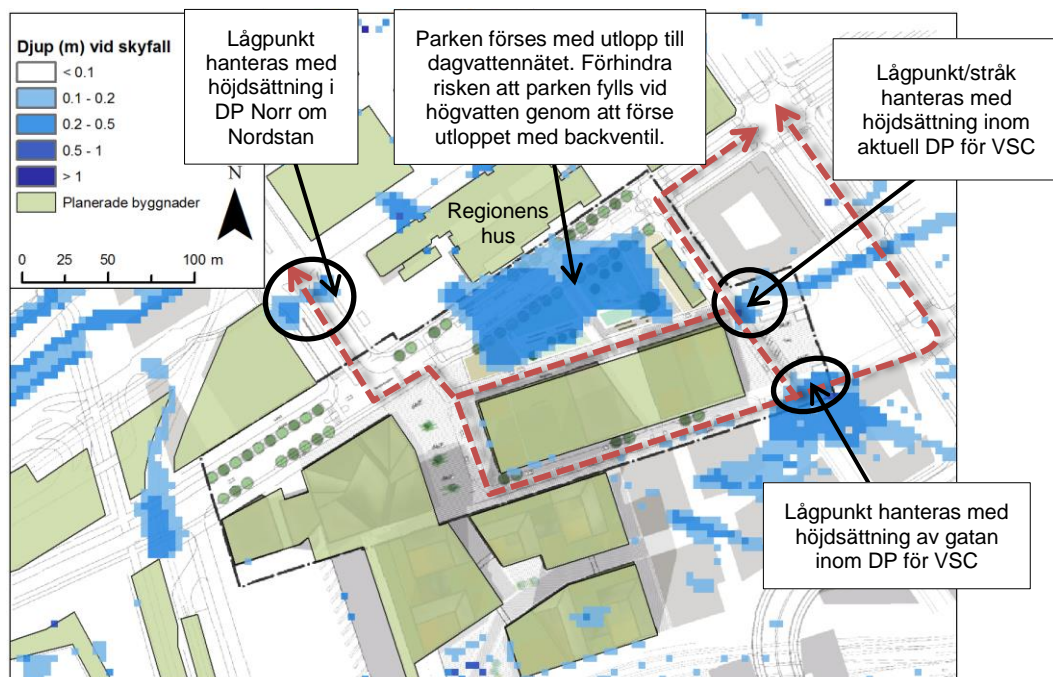 Djup (m) vid skyfall
< 0.1
0.1 - 0.2
0.2 - 0.5
0.5 - 1
> 1
Planerade byggnader
N
0 25 50 100 m
Lågpunkt
hanteras med
höjdsättning i
DP Norr om
Nordstan
Parken förses med utlopp till
dagvattennätet. Förhindra
risken att parken fylls vid
högvatten genom att förse
utloppet med backventil.
Lågpunkt/stråk
hanteras med
höjdsättning inom
aktuell DP för VSC
Regionens
hus
Lågpunkt hanteras med
höjdsättning av gatan
inom DP för VSC